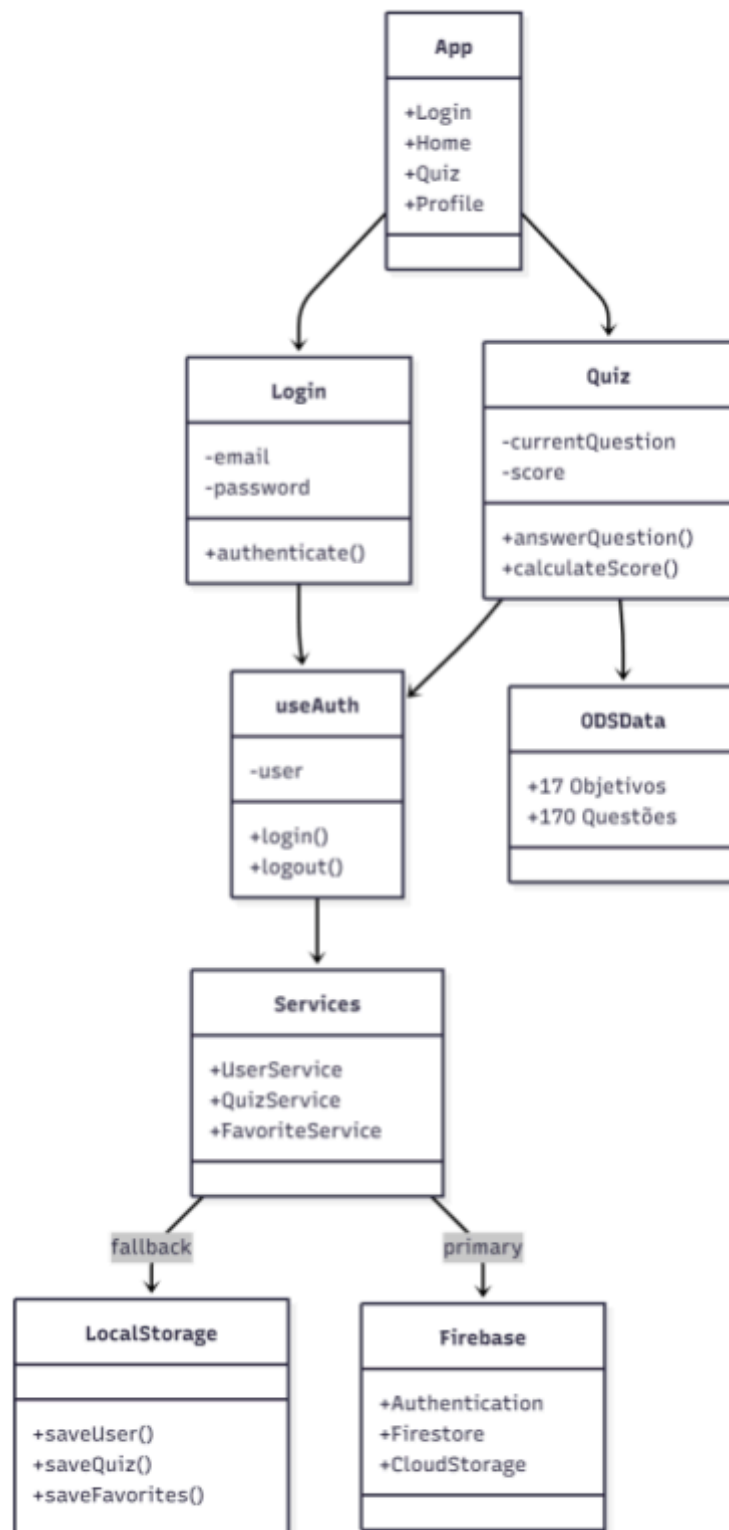 App
+Login
+Home
+Quiz
+Profile
Login
-email
-password
+authenticate()
Quiz
-currentQuestion
-score
+answerQuestion()
+calculateScore()
useAuth
-user
+login()
+logout()
ODSData
+17 Objetivos
+170 Questões
Services
+UserService
+QuizService
+FavoriteService
fallback
primary
LocalStorage
+saveUser()
+saveQuiz()
+saveFavorites()
Firebase
+Authentication
+Firestore
+CloudStorage